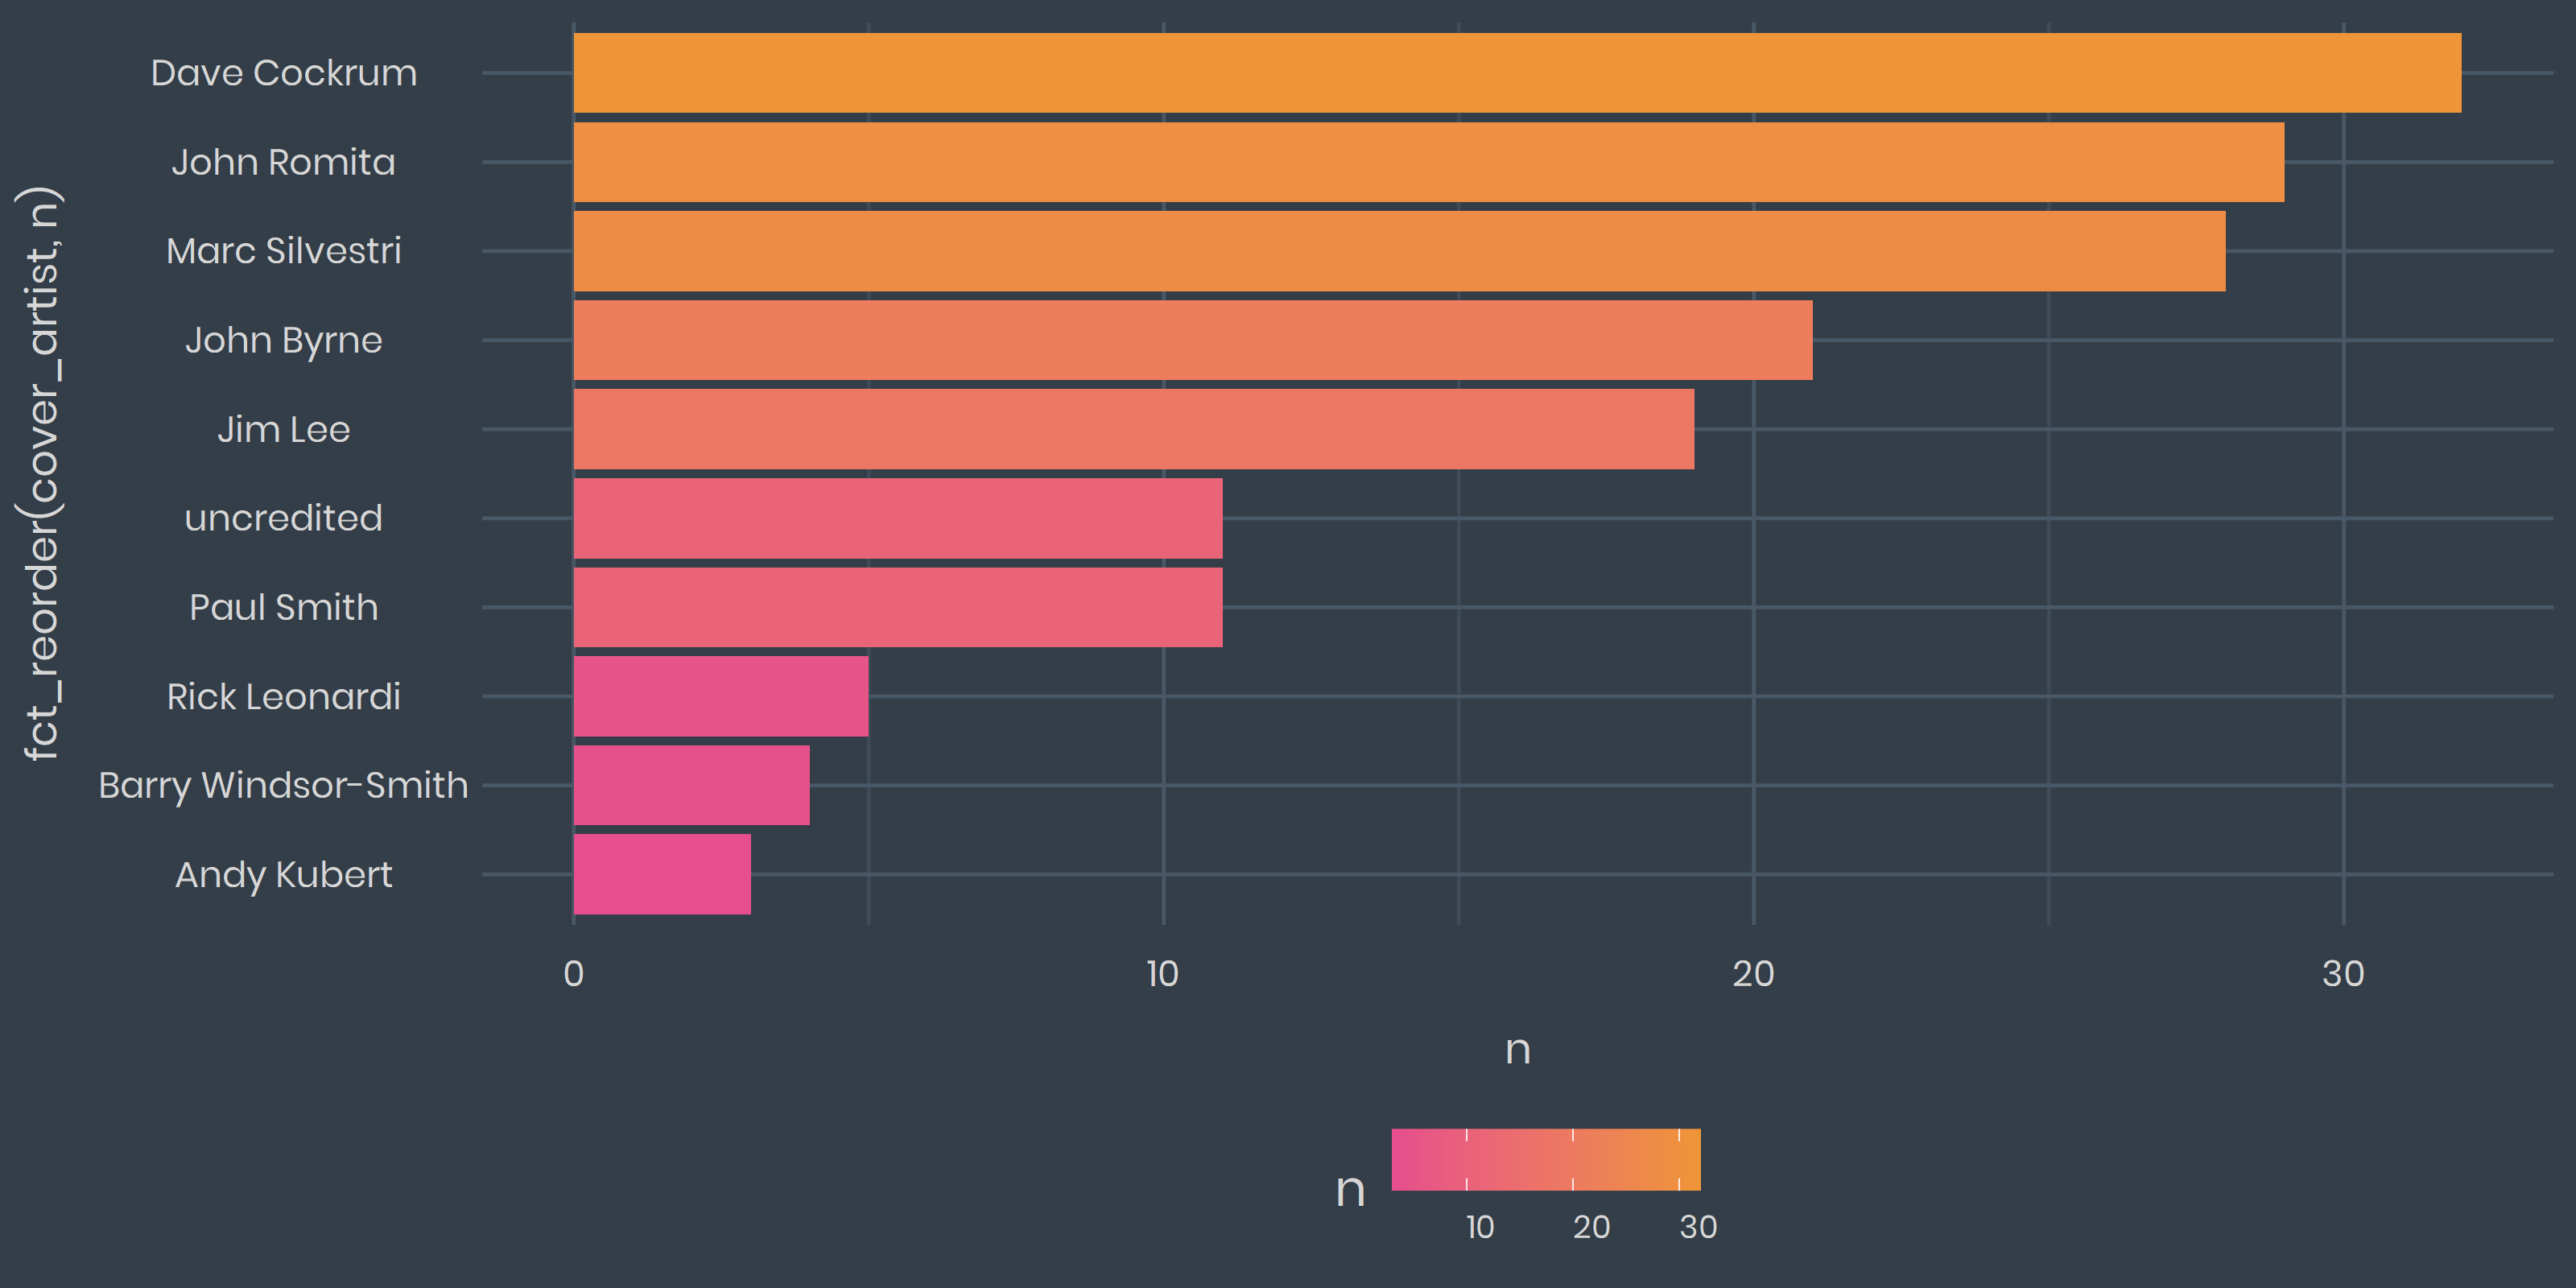 fct_reorder(cover_artist, n)
Dave Cockrum
John Romita
Marc Silvestri
John Byrne
Jim Lee
uncredited
Paul Smith
Rick Leonardi
Barry Windsor-Smith
Andy Kubert
0 10 20 30
n
n
10 20 30